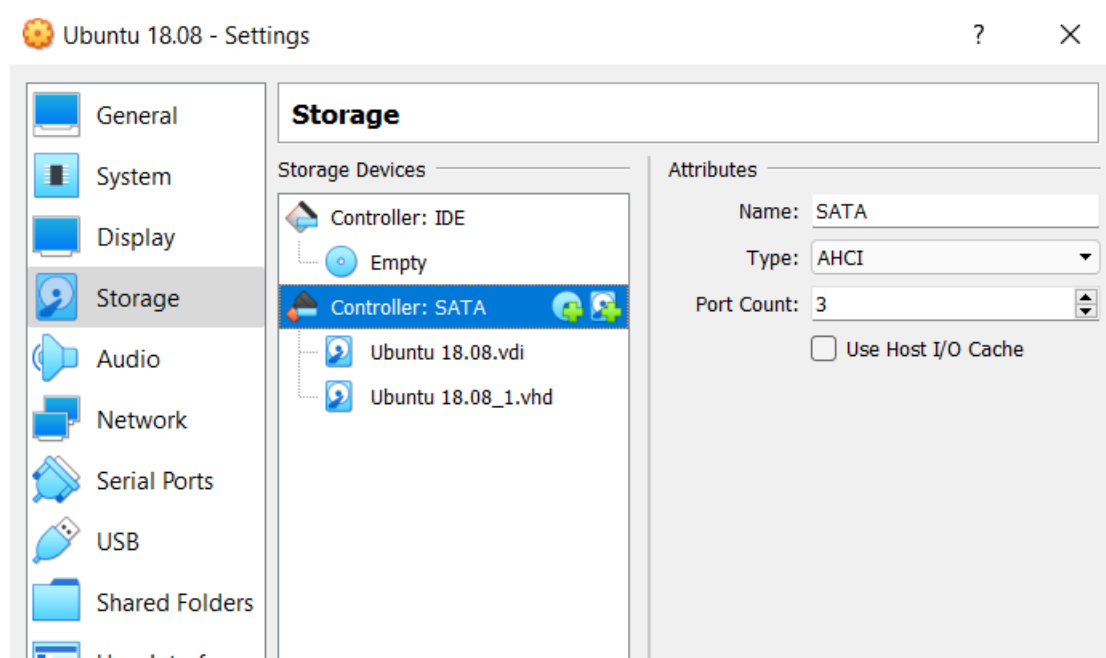 Ubuntu 18.08 - Settings
?
General
System
Display
Storage
Audio
Network
Serial Ports
USB
Shared Folders
Storage
Storage Devices
Controller: IDE
Empty
Controller: SATA
Ubuntu 18.08.vdi
Ubuntu 18.08_1.vhd
Attributes
Name: SATA
Type: AHCI
Port Count: 3
Use Host I/O Cache